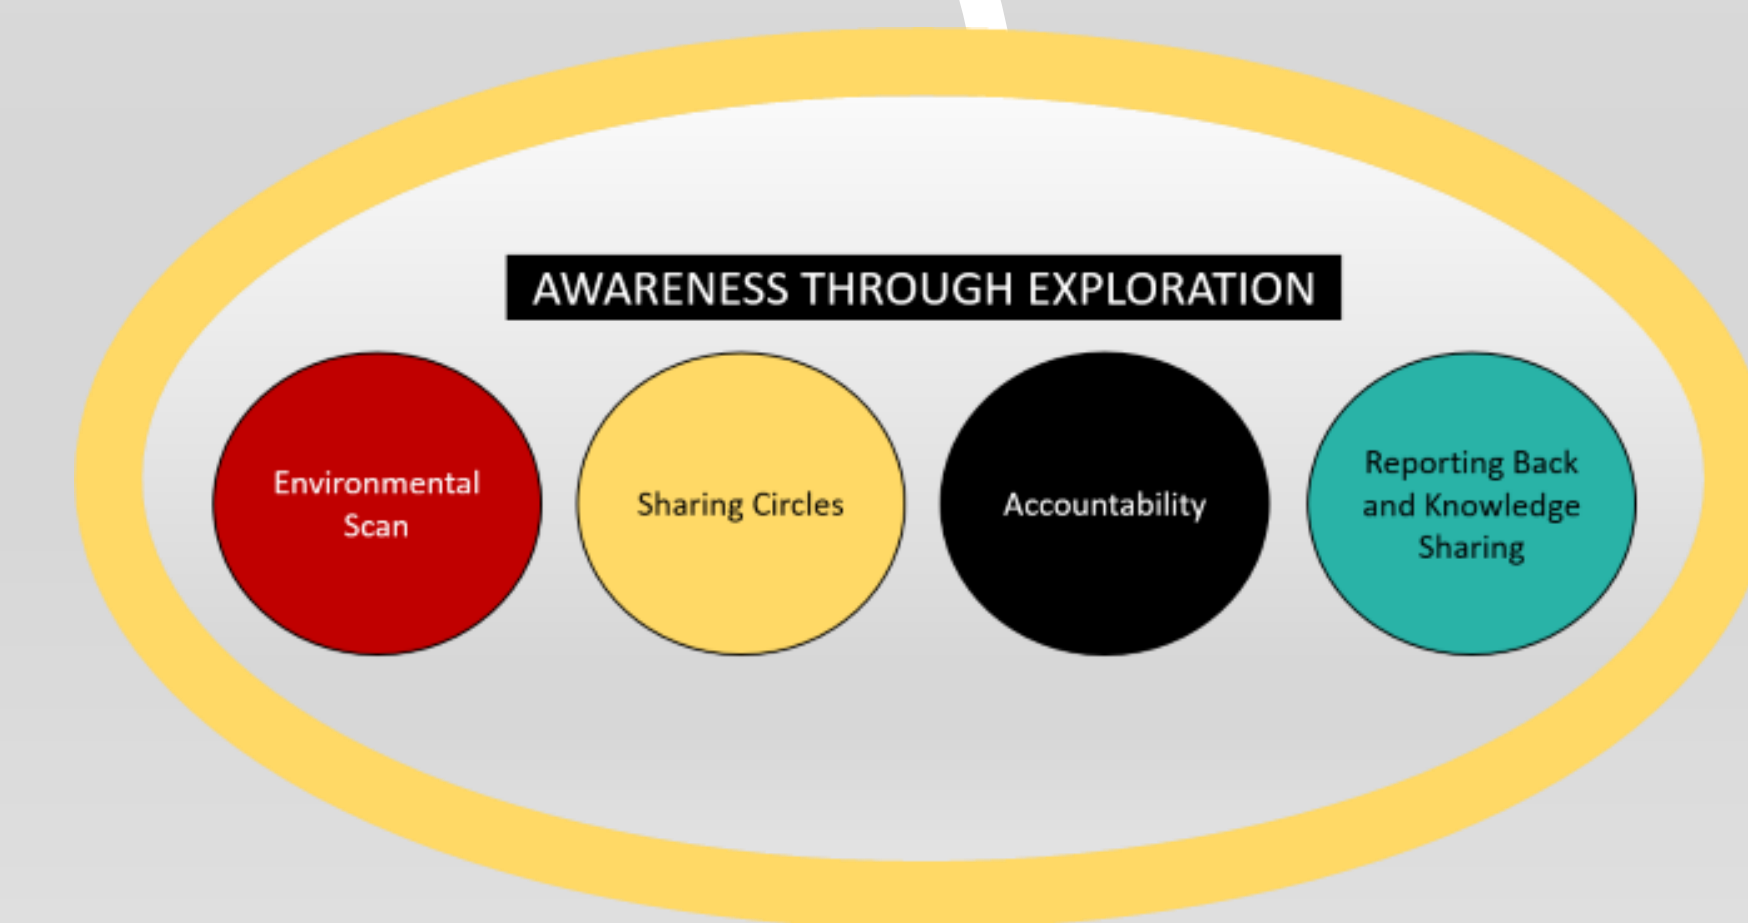 AWARENESS THROUGH EXPLORATION
Environmental
Scan
Sharing Circles
Accountability
Reporting Back
and Knowledge
Sharing